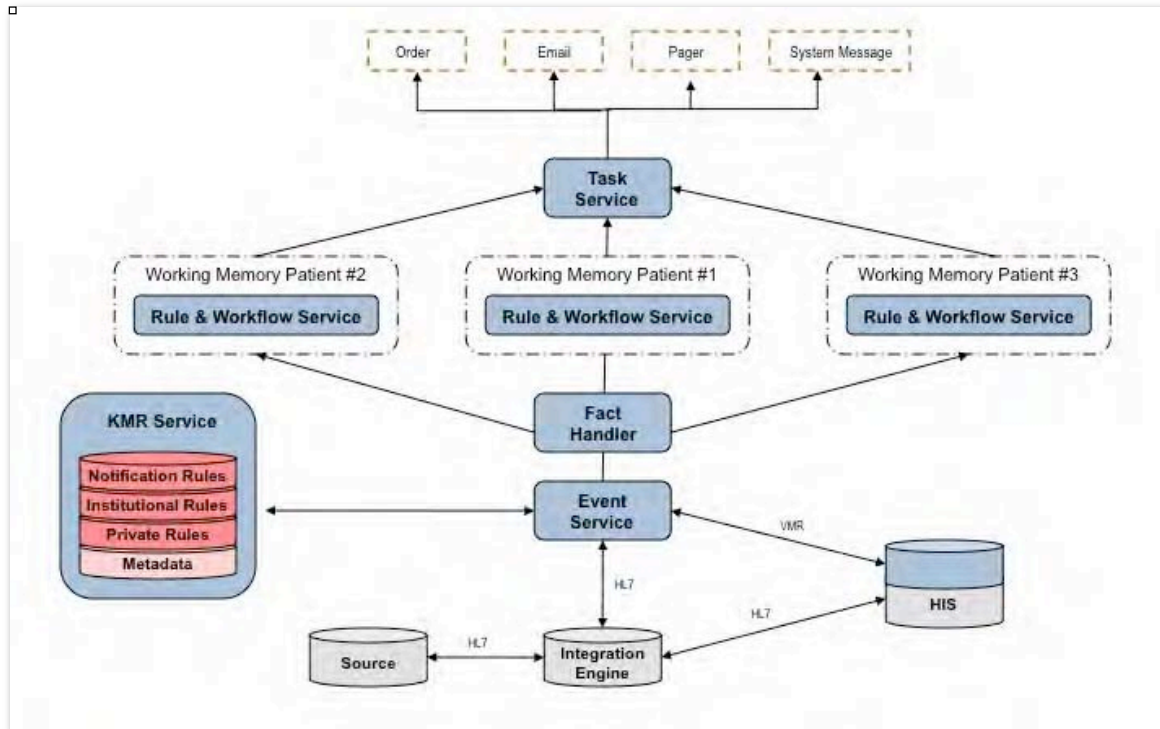 Order
Email
Pager
System Message
Task
Service
Working Memory Patient #2
Rule & Workflow Service
Working Memory Patient #1
Rule & Workflow Service
Working Memory Patient #3
Rule & Workflow Service
KMR Service
Notification Rules
Institutional Rules
Private Rules
Metadata
Fact
Handler
Event
Service
VMR
HL7
HIS
HL7
HL7
Source
Integration
Engine